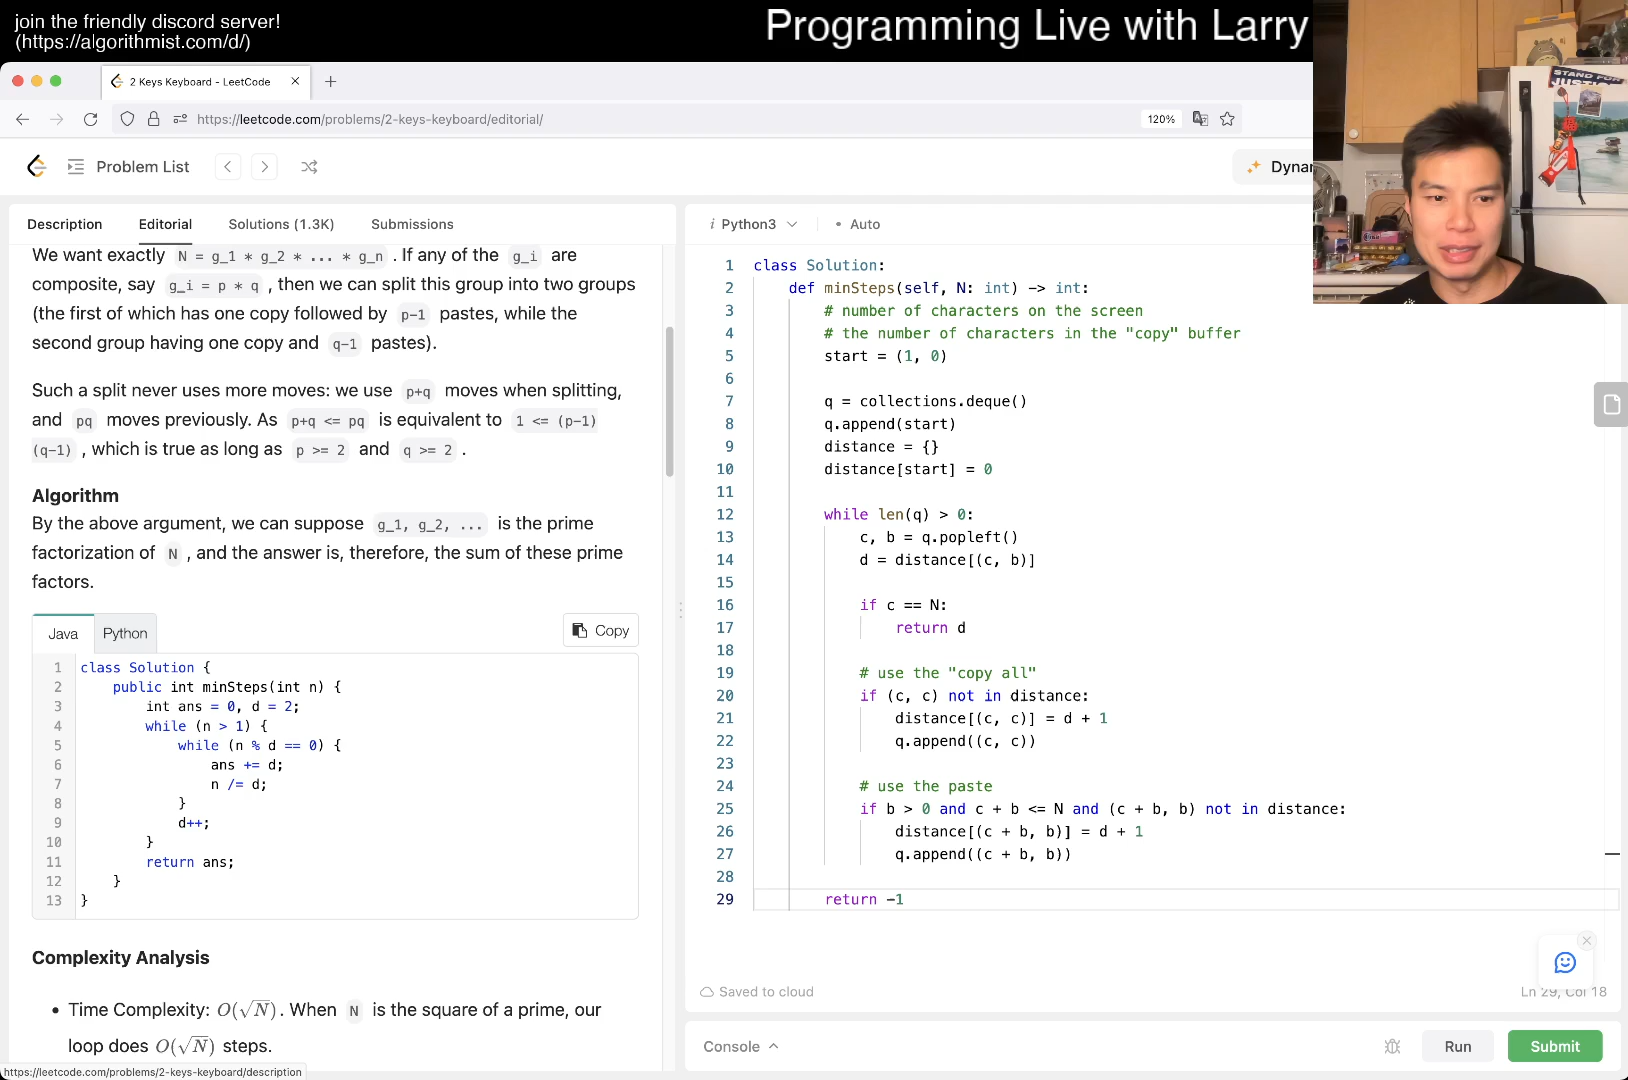 join the friendly discord server!
(https://algorithmist.com/d/)
Programming Live with Larry
STAND FOR
JUSTICE
2 Keys Keyboard - LeetCode
https://leetcode.com/problems/2-keys-keyboard/editorial/
120%
Problem List
Dynam
Description
Editorial
Solutions (1.3K)
Submissions
We want exactly N = g_1 * g_2 * ... * g_n . If any of the g_i are
composite, say g_i = p * q , then we can split this group into two groups
(the first of which has one copy followed by p-1 pastes, while the
second group having one copy and q-1 pastes).
Such a split never uses more moves: we use p+q moves when splitting,
and pq moves previously. As p+q <= pq is equivalent to 1 <= (p-1)
(q-1) , which is true as long as p >= 2 and q >= 2 .
Algorithm
By the above argument, we can suppose g_1, g_2, ... is the prime
factorization of N , and the answer is, therefore, the sum of these prime
factors.
Java
Python
Copy
1 class Solution {
2 public int minSteps(int n) {
3 int ans = 0, d = 2;
4 while (n > 1) {
5 while (n % d == 0) {
6 ans += d;
7 n /= d;
8 }
9 d++;
10 }
11 return ans;
12 }
13 }
Complexity Analysis
• Time Complexity: O(√N). When N is the square of a prime, our
loop does O(√N) steps.
https://leetcode.com/problems/2-keys-keyboard/description
i Python3
• Auto
1 class Solution:
2 def minSteps(self, N: int) -> int:
3 # number of characters on the screen
4 # the number of characters in the "copy" buffer
5 start = (1, 0)
6
7 q = collections.deque()
8 q.append(start)
9 distance = {}
10 distance[start] = 0
11
12 while len(q) > 0:
13 c, b = q.popleft()
14 d = distance[(c, b)]
15
16 if c == N:
17 return d
18
19 # use the "copy all"
20 if (c, c) not in distance:
21 distance[(c, c)] = d + 1
22 q.append((c, c))
23
24 # use the paste
25 if b > 0 and c + b <= N and (c + b, b) not in distance:
26 distance[(c + b, b)] = d + 1
27 q.append((c + b, b))
28
29 return -1
Saved to cloud
Ln 29, Col 18
Console
Run
Submit